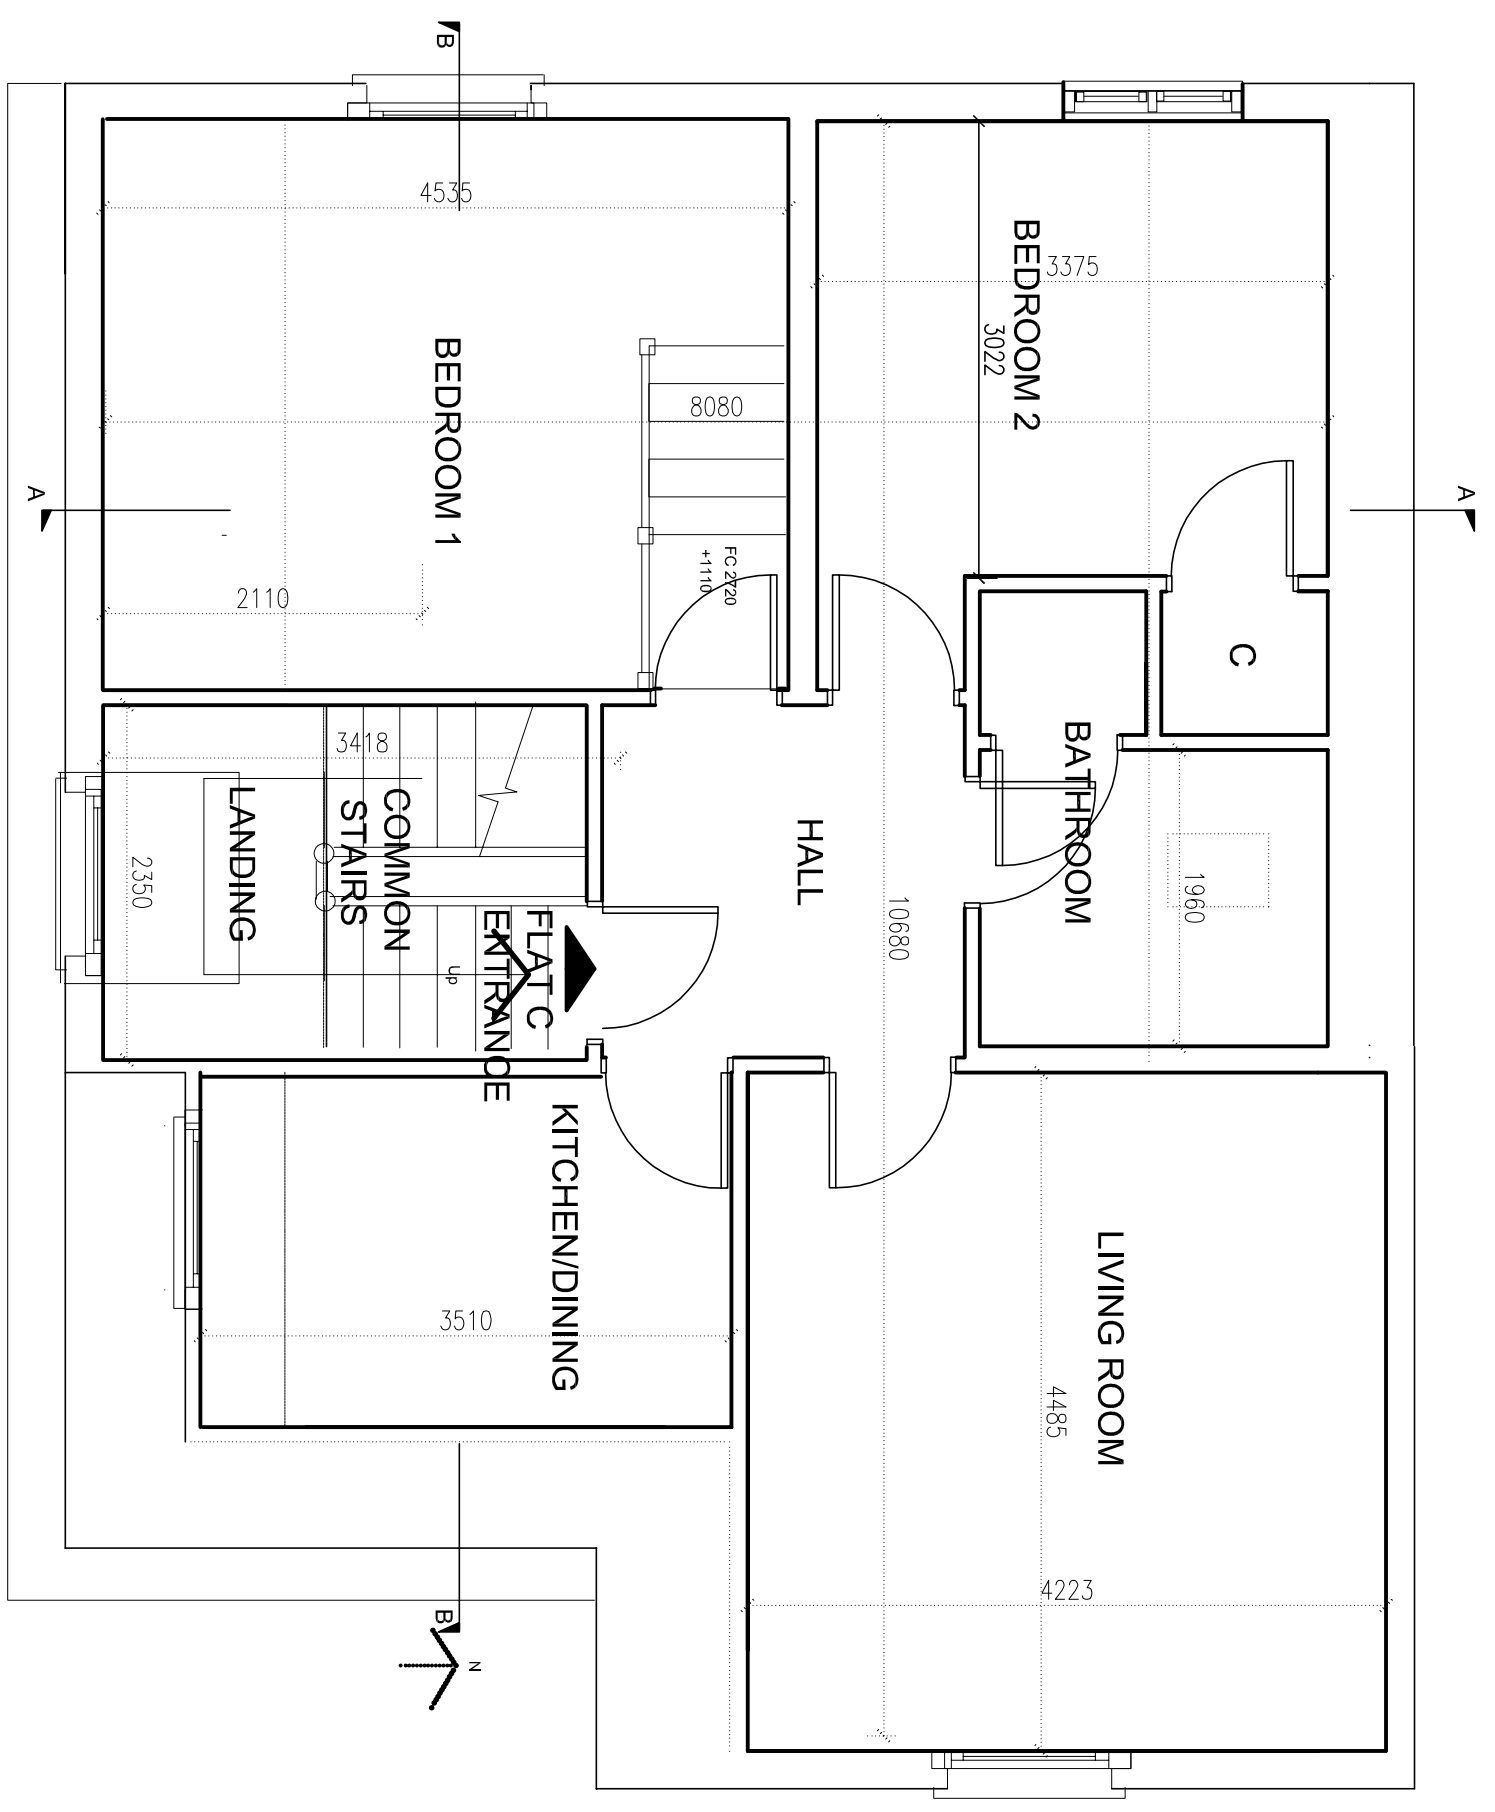 B
A
A
4535
BEDROOM 1
8080
FC 2720
+1110
2110
BEDROOM 2
3375
3022
C
BATHROOM
1960
HALL
10680
3418
COMMON
STAIRS
LANDING
2350
Up
FLAT C
ENTRANCE
KITCHEN/DINING
3510
LIVING ROOM
4485
4223
B
N